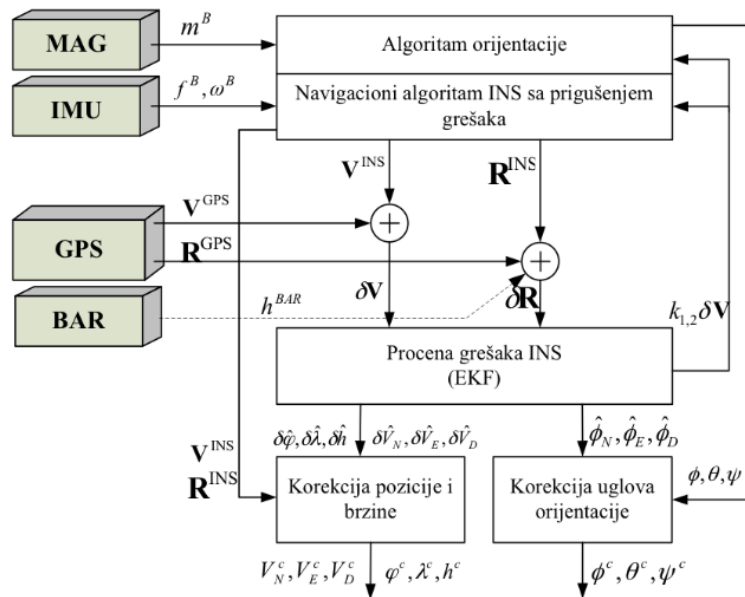 MAG
m^B
Algoritam orijentacije
IMU
f^B, ω^B
Navigacioni algoritam INS sa prigušenjem
grešaka
V^INS
R^INS
V^GPS
GPS
R^GPS
BAR
h^BAR
+
+
δV
δR
k_{1,2}δV
Procena grešaka INS
(EKF)
δφ̂, δλ̂, δĥ
δV̂_N, δV̂_E, δV̂_D
ϕ̂_N, ϕ̂_E, ϕ̂_D
V^INS
R^INS
Korekcija pozicije i
brzine
Korekcija uglova
orijentacije
ϕ, θ, ψ
V_N^c, V_E^c, V_D^c
φ^c, λ^c, h^c
ϕ^c, θ^c, ψ^c